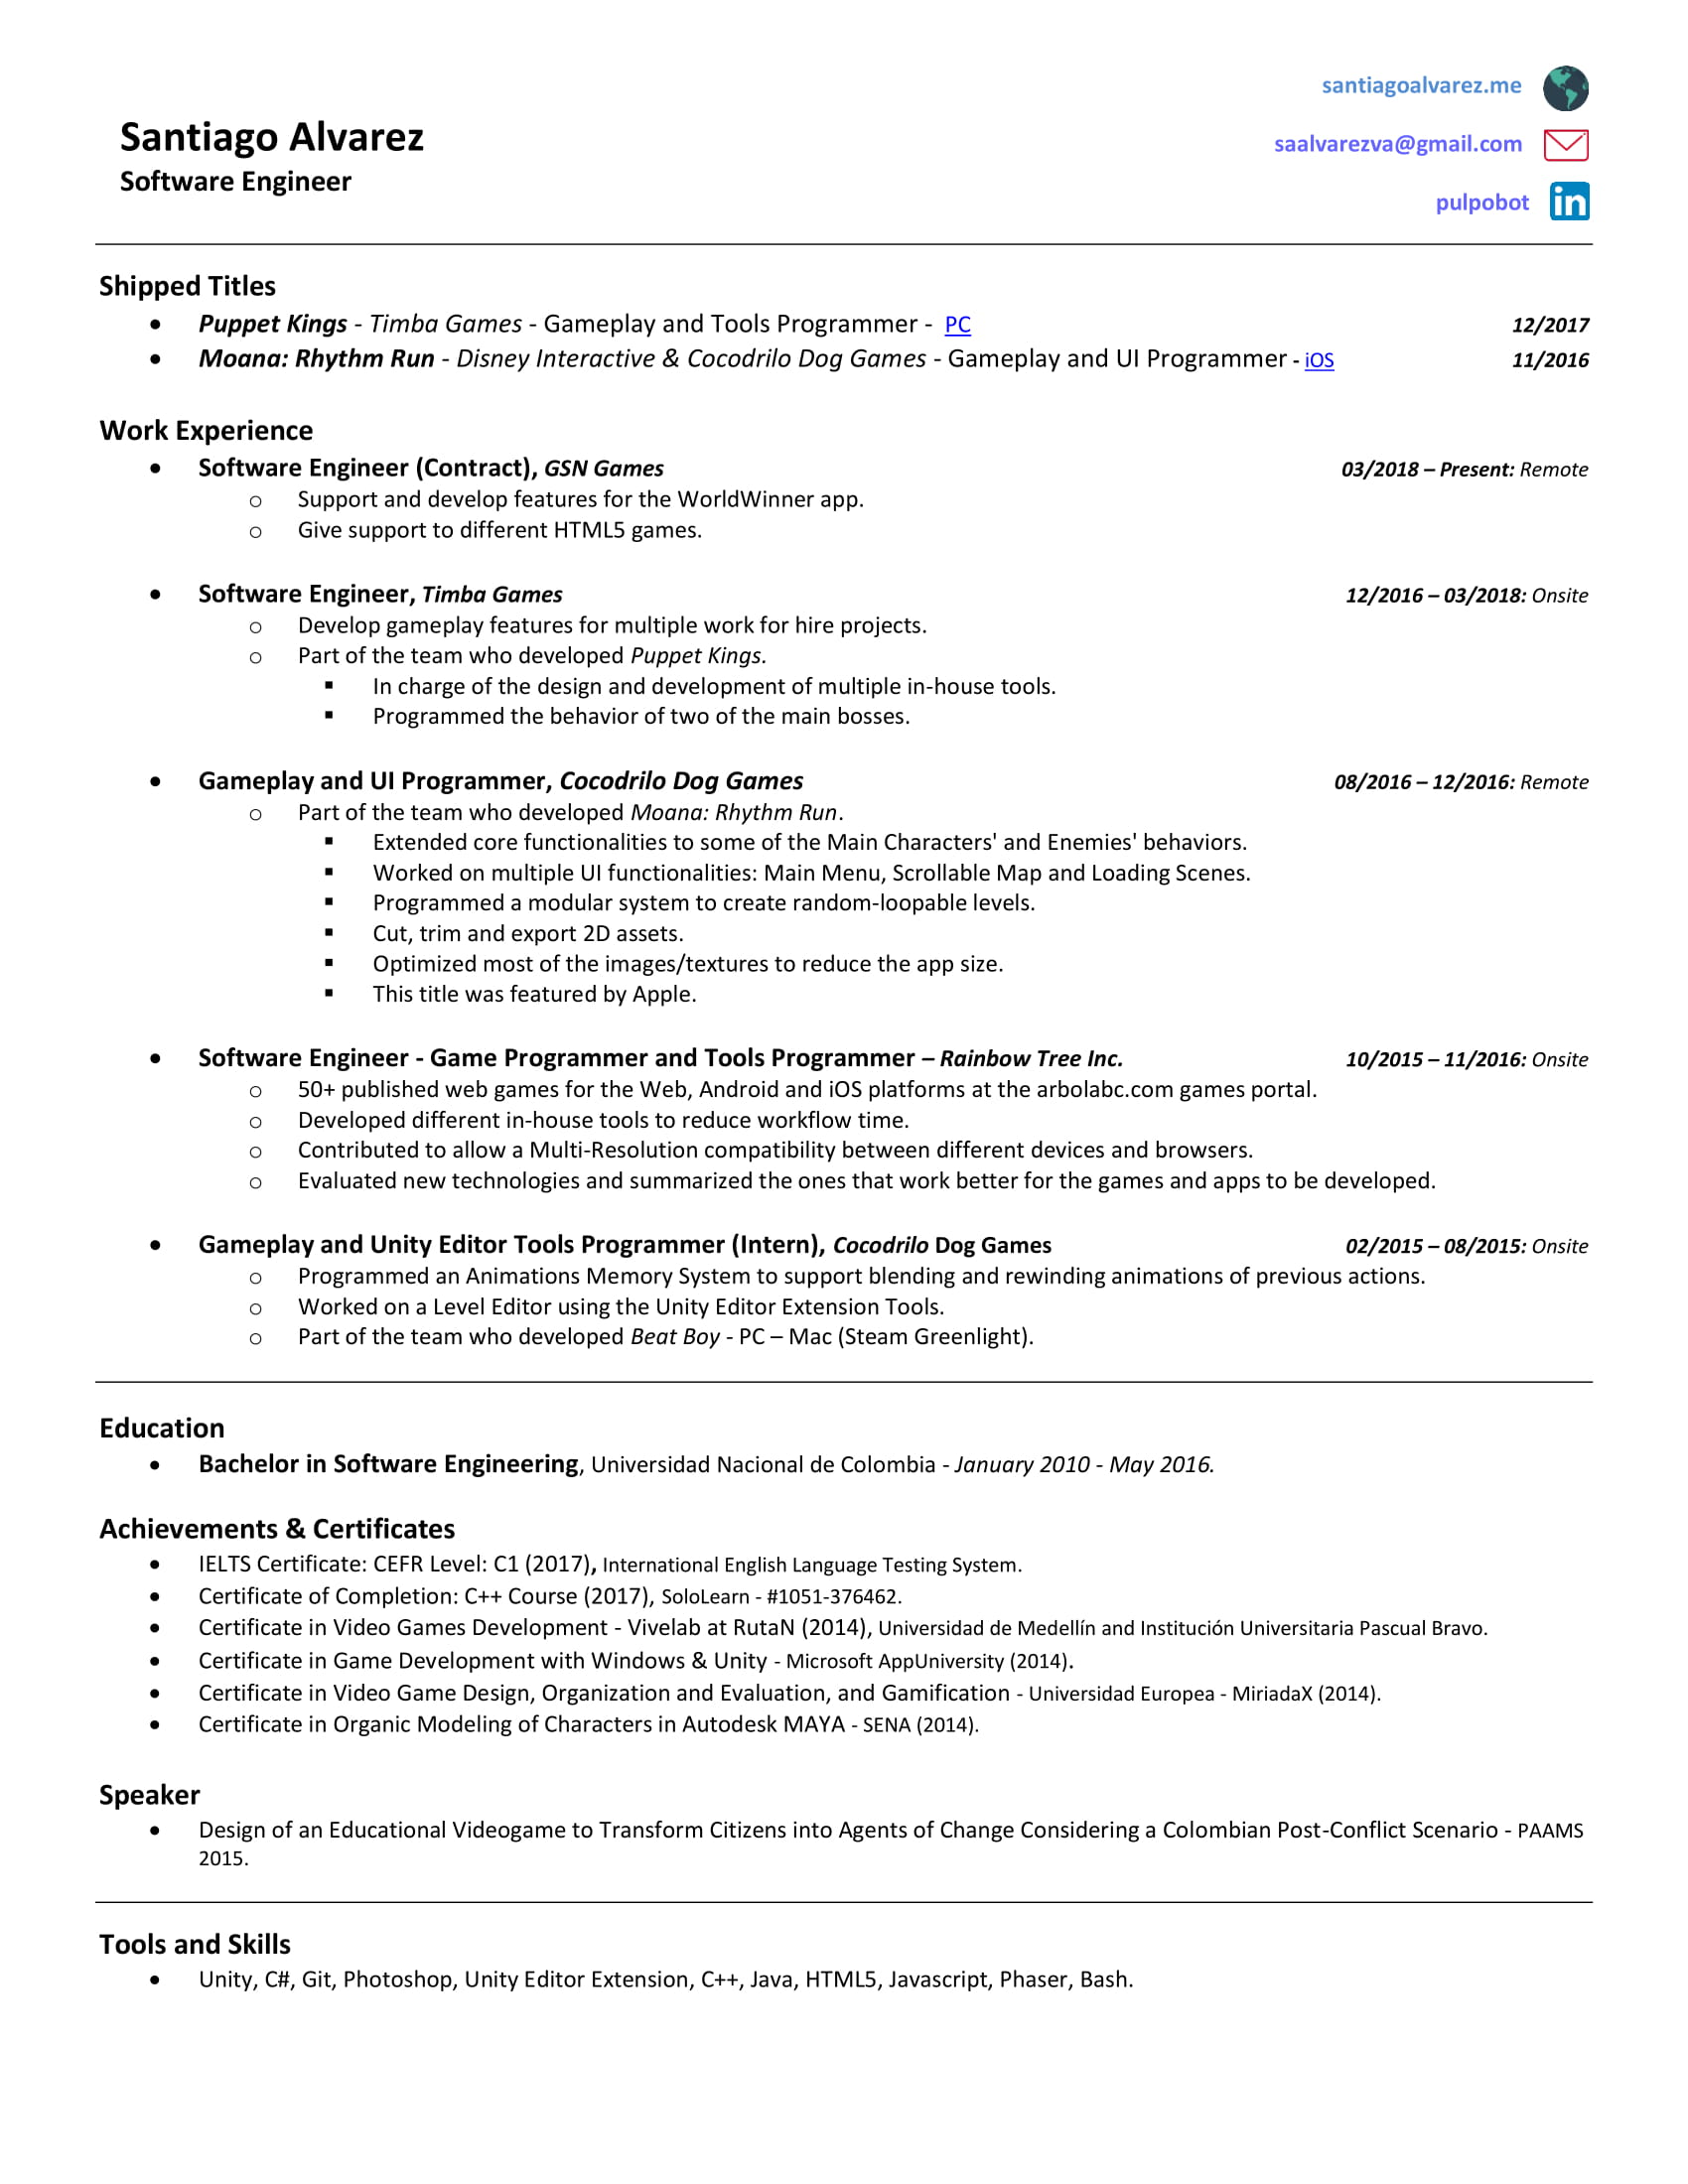 santiagoalvarez.me
Santiago Alvarez
saalvarezva@gmail.com
Software Engineer
pulpobot
in
Shipped Titles
• Puppet Kings - Timba Games - Gameplay and Tools Programmer - PC 12/2017
• Moana: Rhythm Run - Disney Interactive & Cocodrilo Dog Games - Gameplay and UI Programmer - iOS 11/2016
Work Experience
• Software Engineer (Contract), GSN Games 03/2018 – Present: Remote
o Support and develop features for the WorldWinner app.
o Give support to different HTML5 games.
• Software Engineer, Timba Games 12/2016 – 03/2018: Onsite
o Develop gameplay features for multiple work for hire projects.
o Part of the team who developed Puppet Kings.
▪ In charge of the design and development of multiple in-house tools.
▪ Programmed the behavior of two of the main bosses.
• Gameplay and UI Programmer, Cocodrilo Dog Games 08/2016 – 12/2016: Remote
o Part of the team who developed Moana: Rhythm Run.
▪ Extended core functionalities to some of the Main Characters' and Enemies' behaviors.
▪ Worked on multiple UI functionalities: Main Menu, Scrollable Map and Loading Scenes.
▪ Programmed a modular system to create random-loopable levels.
▪ Cut, trim and export 2D assets.
▪ Optimized most of the images/textures to reduce the app size.
▪ This title was featured by Apple.
• Software Engineer - Game Programmer and Tools Programmer – Rainbow Tree Inc. 10/2015 – 11/2016: Onsite
o 50+ published web games for the Web, Android and iOS platforms at the arbolabc.com games portal.
o Developed different in-house tools to reduce workflow time.
o Contributed to allow a Multi-Resolution compatibility between different devices and browsers.
o Evaluated new technologies and summarized the ones that work better for the games and apps to be developed.
• Gameplay and Unity Editor Tools Programmer (Intern), Cocodrilo Dog Games 02/2015 – 08/2015: Onsite
o Programmed an Animations Memory System to support blending and rewinding animations of previous actions.
o Worked on a Level Editor using the Unity Editor Extension Tools.
o Part of the team who developed Beat Boy - PC – Mac (Steam Greenlight).
Education
• Bachelor in Software Engineering, Universidad Nacional de Colombia - January 2010 - May 2016.
Achievements & Certificates
• IELTS Certificate: CEFR Level: C1 (2017), International English Language Testing System.
• Certificate of Completion: C++ Course (2017), SoloLearn - #1051-376462.
• Certificate in Video Games Development - Vivelab at RutaN (2014), Universidad de Medellín and Institución Universitaria Pascual Bravo.
• Certificate in Game Development with Windows & Unity - Microsoft AppUniversity (2014).
• Certificate in Video Game Design, Organization and Evaluation, and Gamification - Universidad Europea - MiriadaX (2014).
• Certificate in Organic Modeling of Characters in Autodesk MAYA - SENA (2014).
Speaker
• Design of an Educational Videogame to Transform Citizens into Agents of Change Considering a Colombian Post-Conflict Scenario - PAAMS
2015.
Tools and Skills
• Unity, C#, Git, Photoshop, Unity Editor Extension, C++, Java, HTML5, Javascript, Phaser, Bash.